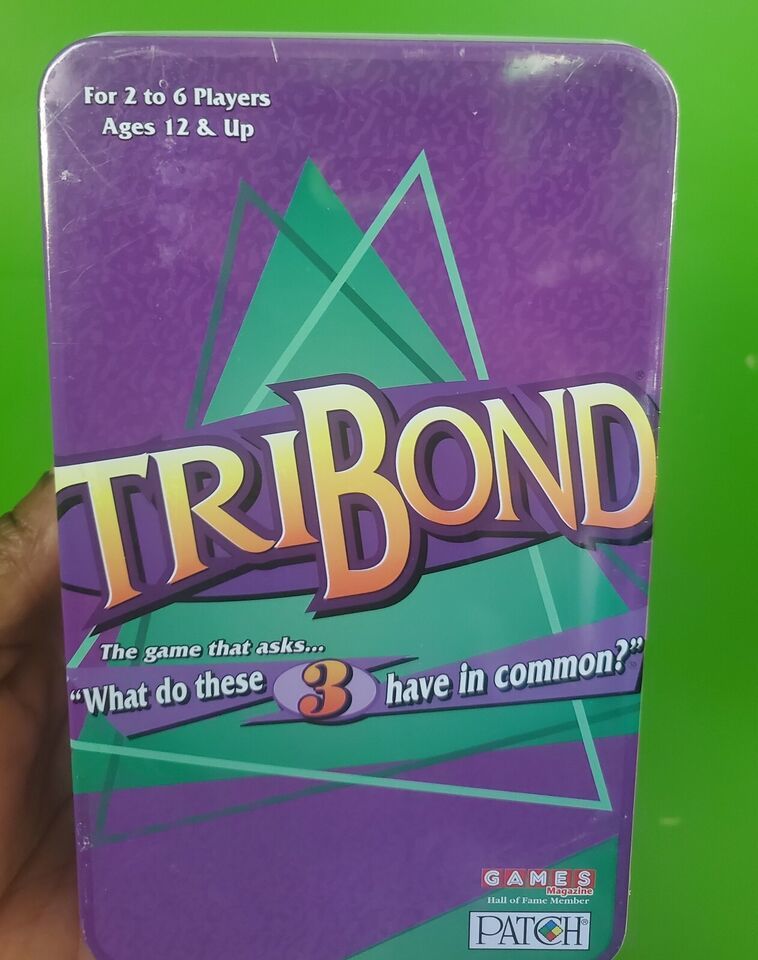 For 2 to 6 Players
Ages 12 & Up
TRIBOND®
The game that asks...
"What do these 3 have in common?"
GAMES
Magazine
Hall of Fame Member
PATCH®